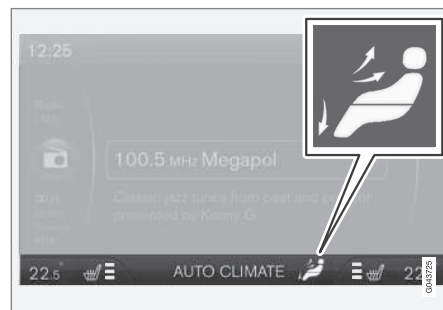 12:25
Radio
100.5 MHz Megapol
Classic jazz tunes from past and present
presented by Kenny G
22.5° AUTO CLIMATE 22
G043725